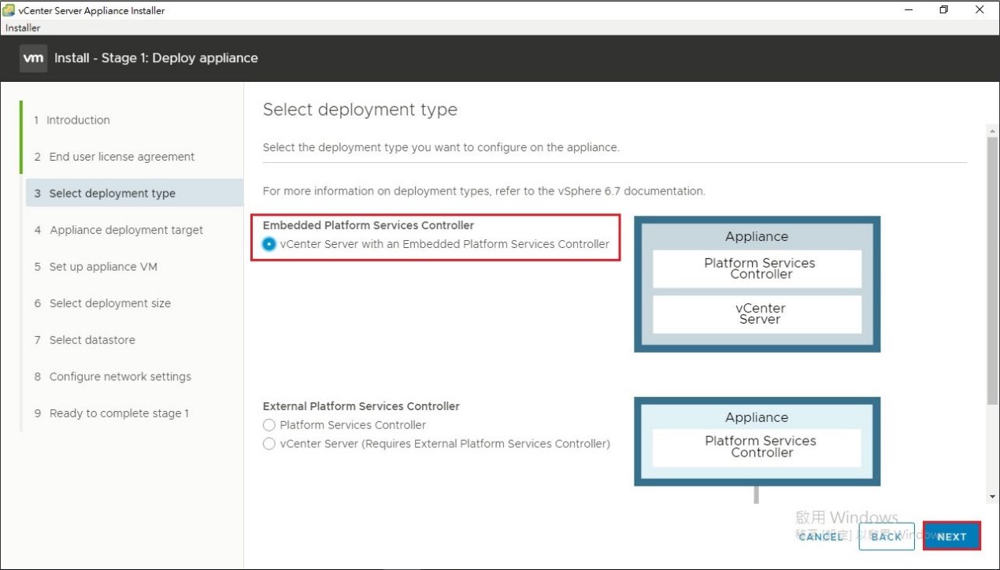 vCenter Server Appliance Installer
Installer
vm Install - Stage 1: Deploy appliance
1 Introduction
2 End user license agreement
3 Select deployment type
4 Appliance deployment target
5 Set up appliance VM
6 Select deployment size
7 Select datastore
8 Configure network settings
9 Ready to complete stage 1
Select deployment type
Select the deployment type you want to configure on the appliance.
For more information on deployment types, refer to the vSphere 6.7 documentation.
Embedded Platform Services Controller
vCenter Server with an Embedded Platform Services Controller
Appliance
Platform Services
Controller
vCenter
Server
External Platform Services Controller
Platform Services Controller
vCenter Server (Requires External Platform Services Controller)
Appliance
Platform Services
Controller
啟用 Windows
移至 [設定] 以啟用 Windows
CANCEL BACK NEXT